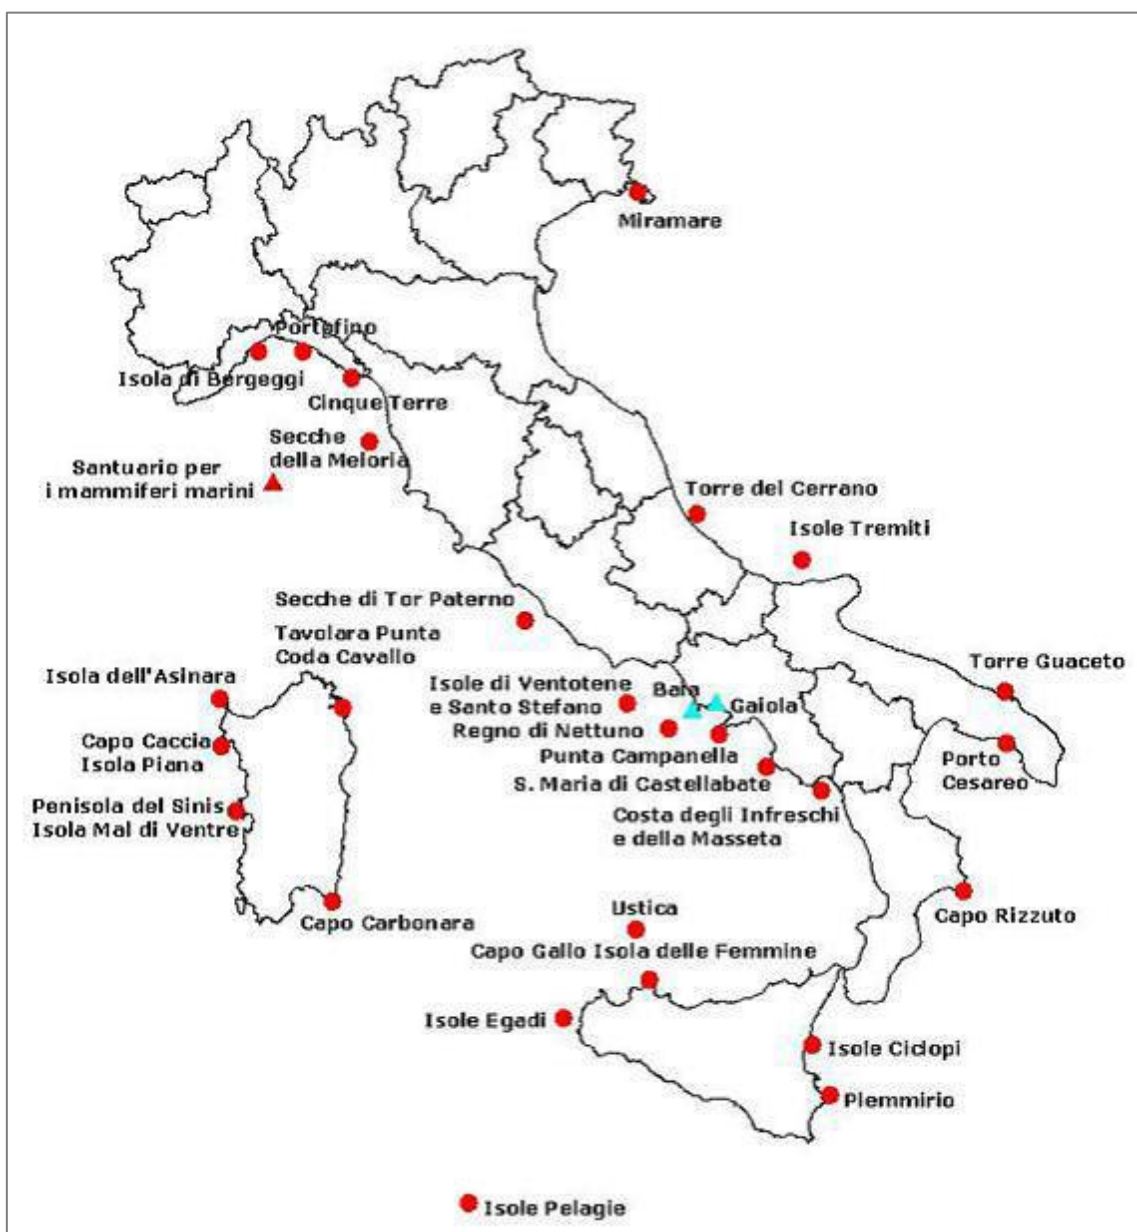 Miramare
Portofino
Isola di Bergeggi
Cinque Terre
Secche
della Meloria
Santuario per
i mammiferi marini
Torre del Cerrano
Isole Tremiti
Secche di Tor Paterno
Tavolara Punta
Coda Cavallo
Isola dell'Asinara
Torre Guaceto
Isole di Ventotene
e Santo Stefano
Baia
Gaiola
Regno di Nettuno
Capo Caccia
Isola Piana
Punta Campanella
Porto
Cesareo
S. Maria di Castellabate
Penisola del Sinis
Isola Mal di Ventre
Costa degli Infreschi
e della Masseta
Capo Carbonara
Ustica
Capo Rizzuto
Capo Gallo Isola delle Femmine
Isole Egadi
Isole Ciclopi
Plemmirio
Isole Pelagie